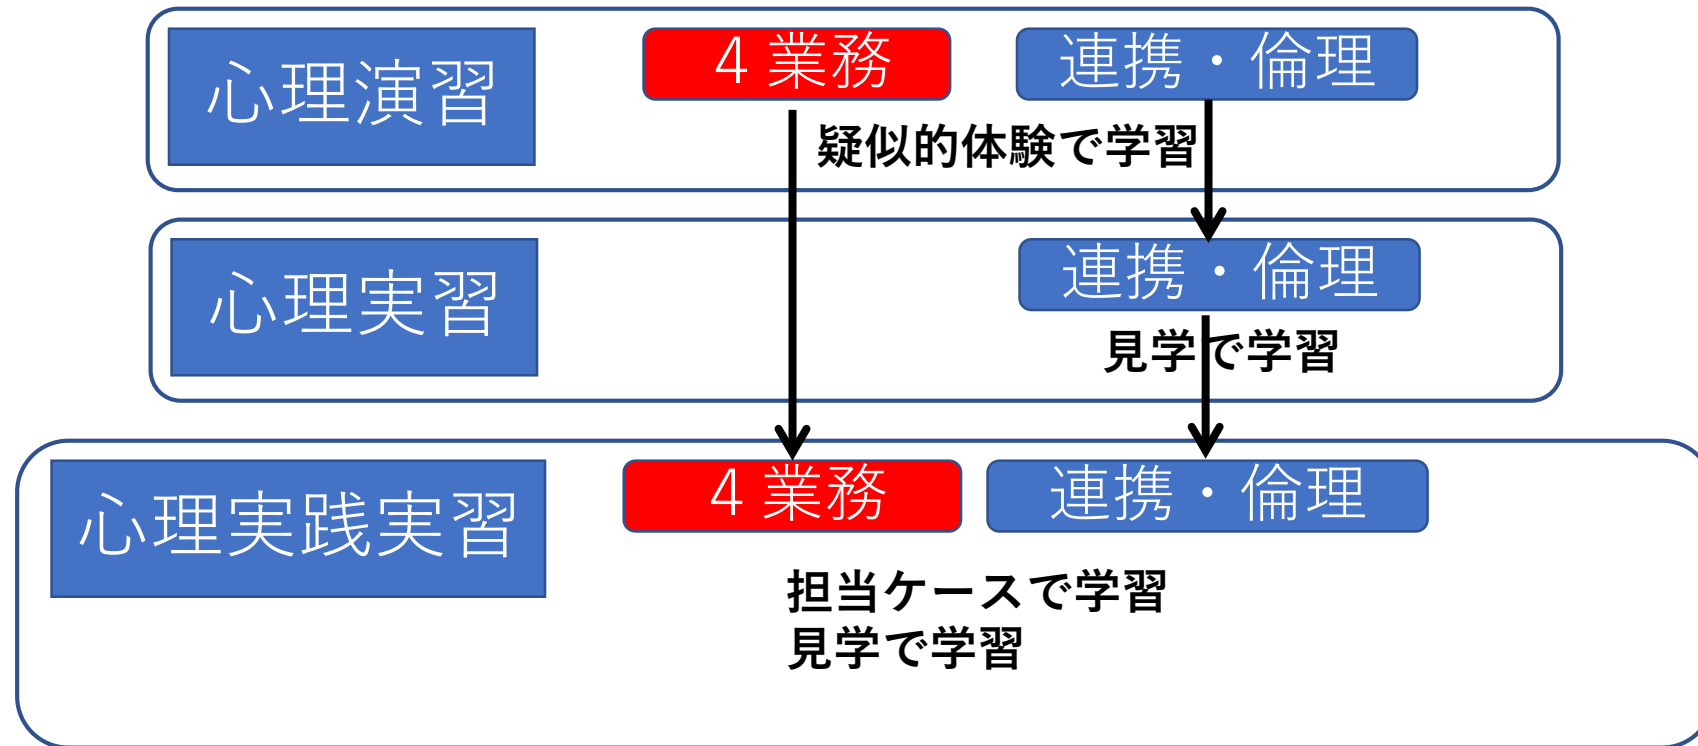 心理演習
４業務
連携・倫理
疑似的体験で学習
心理実習
連携・倫理
見学で学習
心理実践実習
４業務
連携・倫理
担当ケースで学習
見学で学習